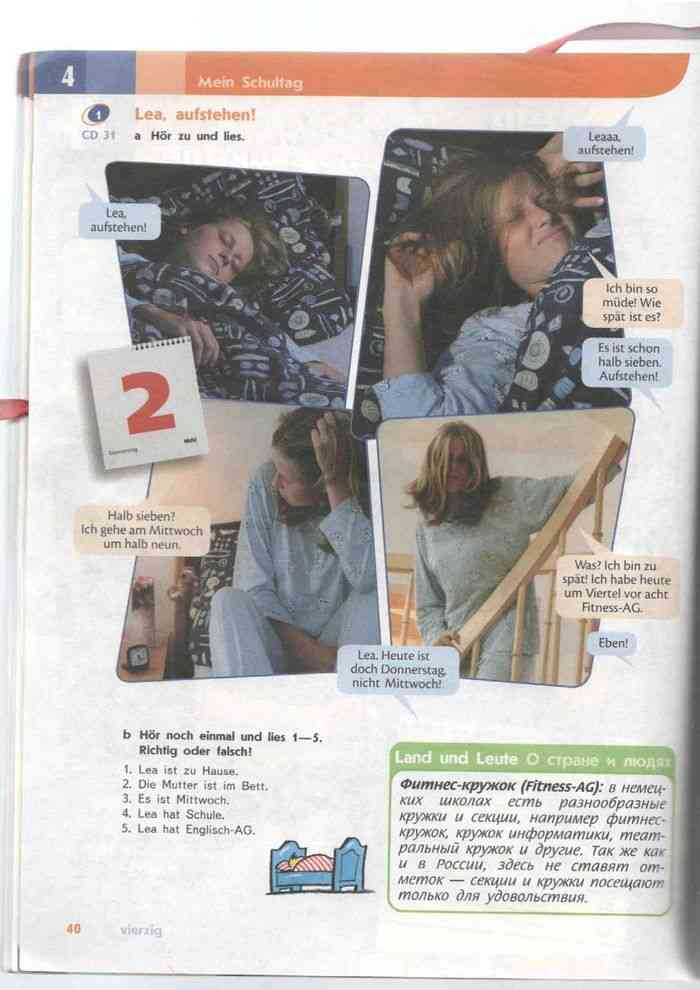 4
Mein Schultag
1
Lea, aufstehen!
CD 31
a Hör zu und lies.
Leaaa,
aufstehen!
Lea,
aufstehen!
Ich bin so
müde! Wie
spät ist es?
Es ist schon
halb sieben.
Aufstehen!
2
Donnerstag
Mai
Halb sieben?
Ich gehe am Mittwoch
um halb neun.
Was? Ich bin zu
spät! Ich habe heute
um Viertel vor acht
Fitness-AG.
Eben!
Lea. Heute ist
doch Donnerstag,
nicht Mittwoch!
b Hör noch einmal und lies 1—5.
Richtig oder falsch!
1. Lea ist zu Hause.
2. Die Mutter ist im Bett.
3. Es ist Mittwoch.
4. Lea hat Schule.
5. Lea hat Englisch-AG.
Land und Leute О стране и людях
Фитнес-кружок (Fitness-AG): в немец-
ких школах есть разнообразные
кружки и секции, например фитнес-
кружок, кружок информатики, теат-
ральный кружок и другие. Так же как
и в России, здесь не ставят от-
меток — секции и кружки посещают
только для удовольствия.
40
vierzig